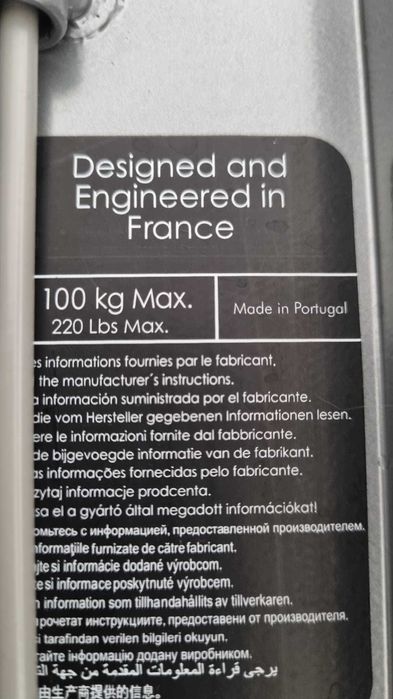 Designed and
Engineered in
France
100 kg Max.
220 Lbs Max.
Made in Portugal
es informations fournies par le fabricant.
the manufacturer's instructions.
a información suministrada por el fabricante.
die vom Hersteller gegebenen Informationen lesen.
ere le informazioni fornite dal fabbricante.
de bijgevoegde informatie van de fabrikant.
as informações fornecidas pelo fabricante.
zytaj informacje prodcenta.
sa el a gyártó által megadott információkat!
омьтесь с информацией, предоставленной производителем.
nformațiile furnizate de către fabricant.
jte si informácie dodané výrobcom.
e si informace poskytnuté výrobcem.
information som tillhandahållits av tillverkaren.
рочетат инструкциите, предоставени от производителя.
i tarafından verilen bilgileri okuyun.
айте інформацію додану виробником.
يرجى قراءة المعلومات المقدمة من جهة
由生产商提供的信息。